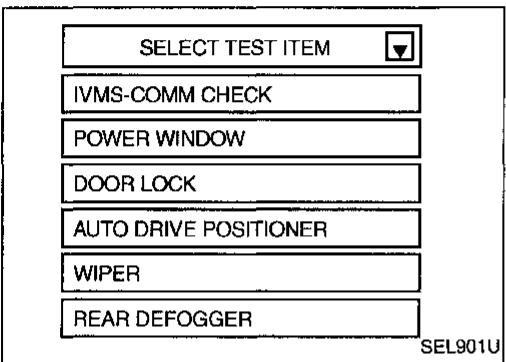 SELECT TEST ITEM
IVMS-COMM CHECK
POWER WINDOW
DOOR LOCK
AUTO DRIVE POSITIONER
WIPER
REAR DEFOGGER
SEL901U